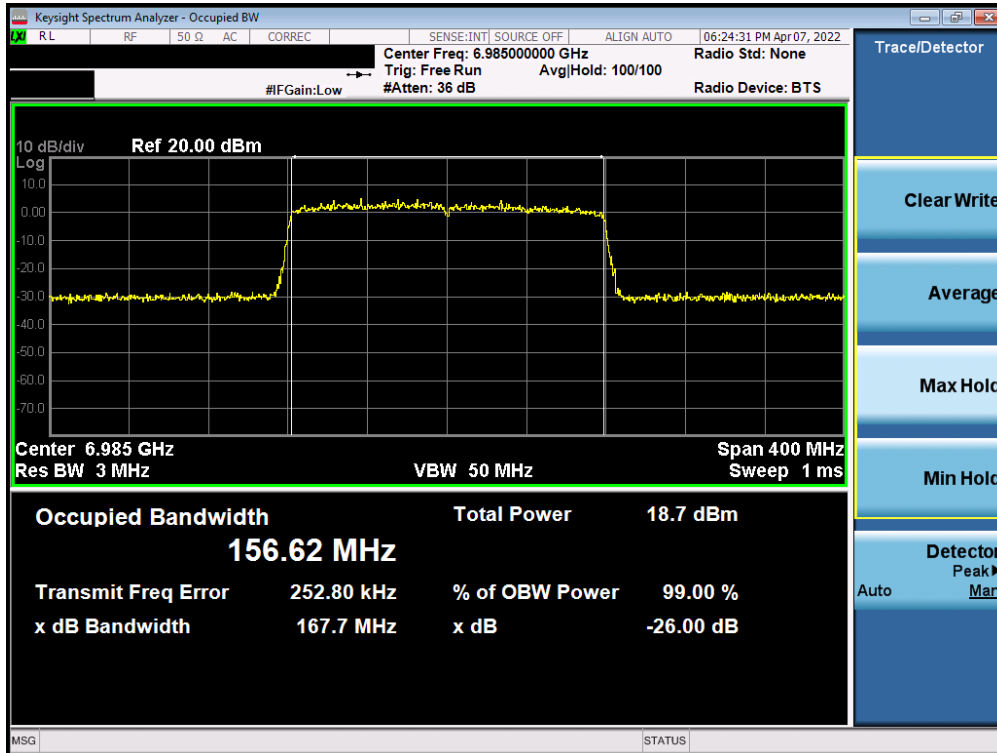 Keysight Spectrum Analyzer - Occupied BW
LXI RL RF 50 Ω AC CORREC SENSE:INT SOURCE OFF ALIGN AUTO 06:24:31 PM Apr 07, 2022
Center Freq: 6.985000000 GHz Radio Std: None
Trig: Free Run Avg|Hold: 100/100
#IFGain:Low #Atten: 36 dB Radio Device: BTS
Trace/Detector
10 dB/div Ref 20.00 dBm
Log
10.0
0.00
-10.0
-20.0
-30.0
-40.0
-50.0
-60.0
-70.0
Center 6.985 GHz Span 400 MHz
Res BW 3 MHz VBW 50 MHz Sweep 1 ms
Occupied Bandwidth Total Power 18.7 dBm
156.62 MHz
Transmit Freq Error 252.80 kHz % of OBW Power 99.00 %
x dB Bandwidth 167.7 MHz x dB -26.00 dB
Clear Write
Average
Max Hold
Min Hold
Detector
Peak
Auto Man
MSG STATUS